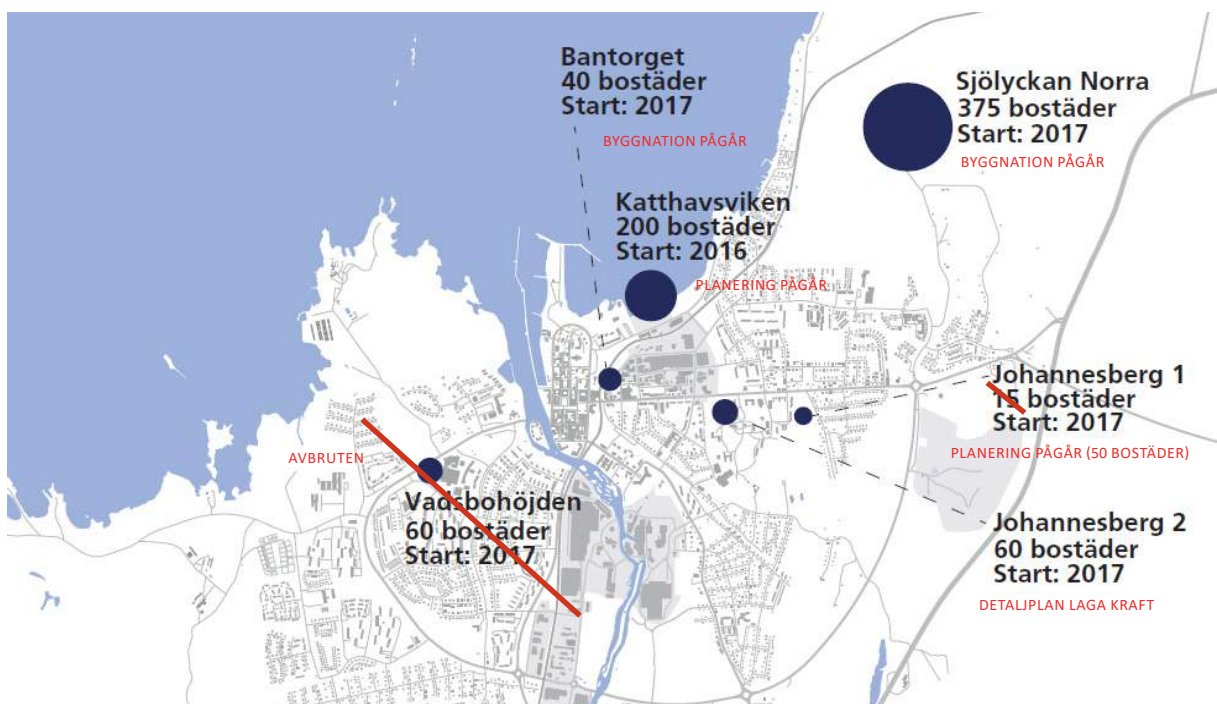 Bantorget
40 bostäder
Start: 2017
BYGGNATION PÅGÅR
Sjölyckan Norra
375 bostäder
Start: 2017
BYGGNATION PÅGÅR
Katthavsviken
200 bostäder
Start: 2016
PLANERING PÅGÅR
Johannesberg 1
15 bostäder
Start: 2017
PLANERING PÅGÅR (50 BOSTÄDER)
AVBRUTEN
Vadsbohöjden
60 bostäder
Start: 2017
Johannesberg 2
60 bostäder
Start: 2017
DETALJPLAN LAGA KRAFT